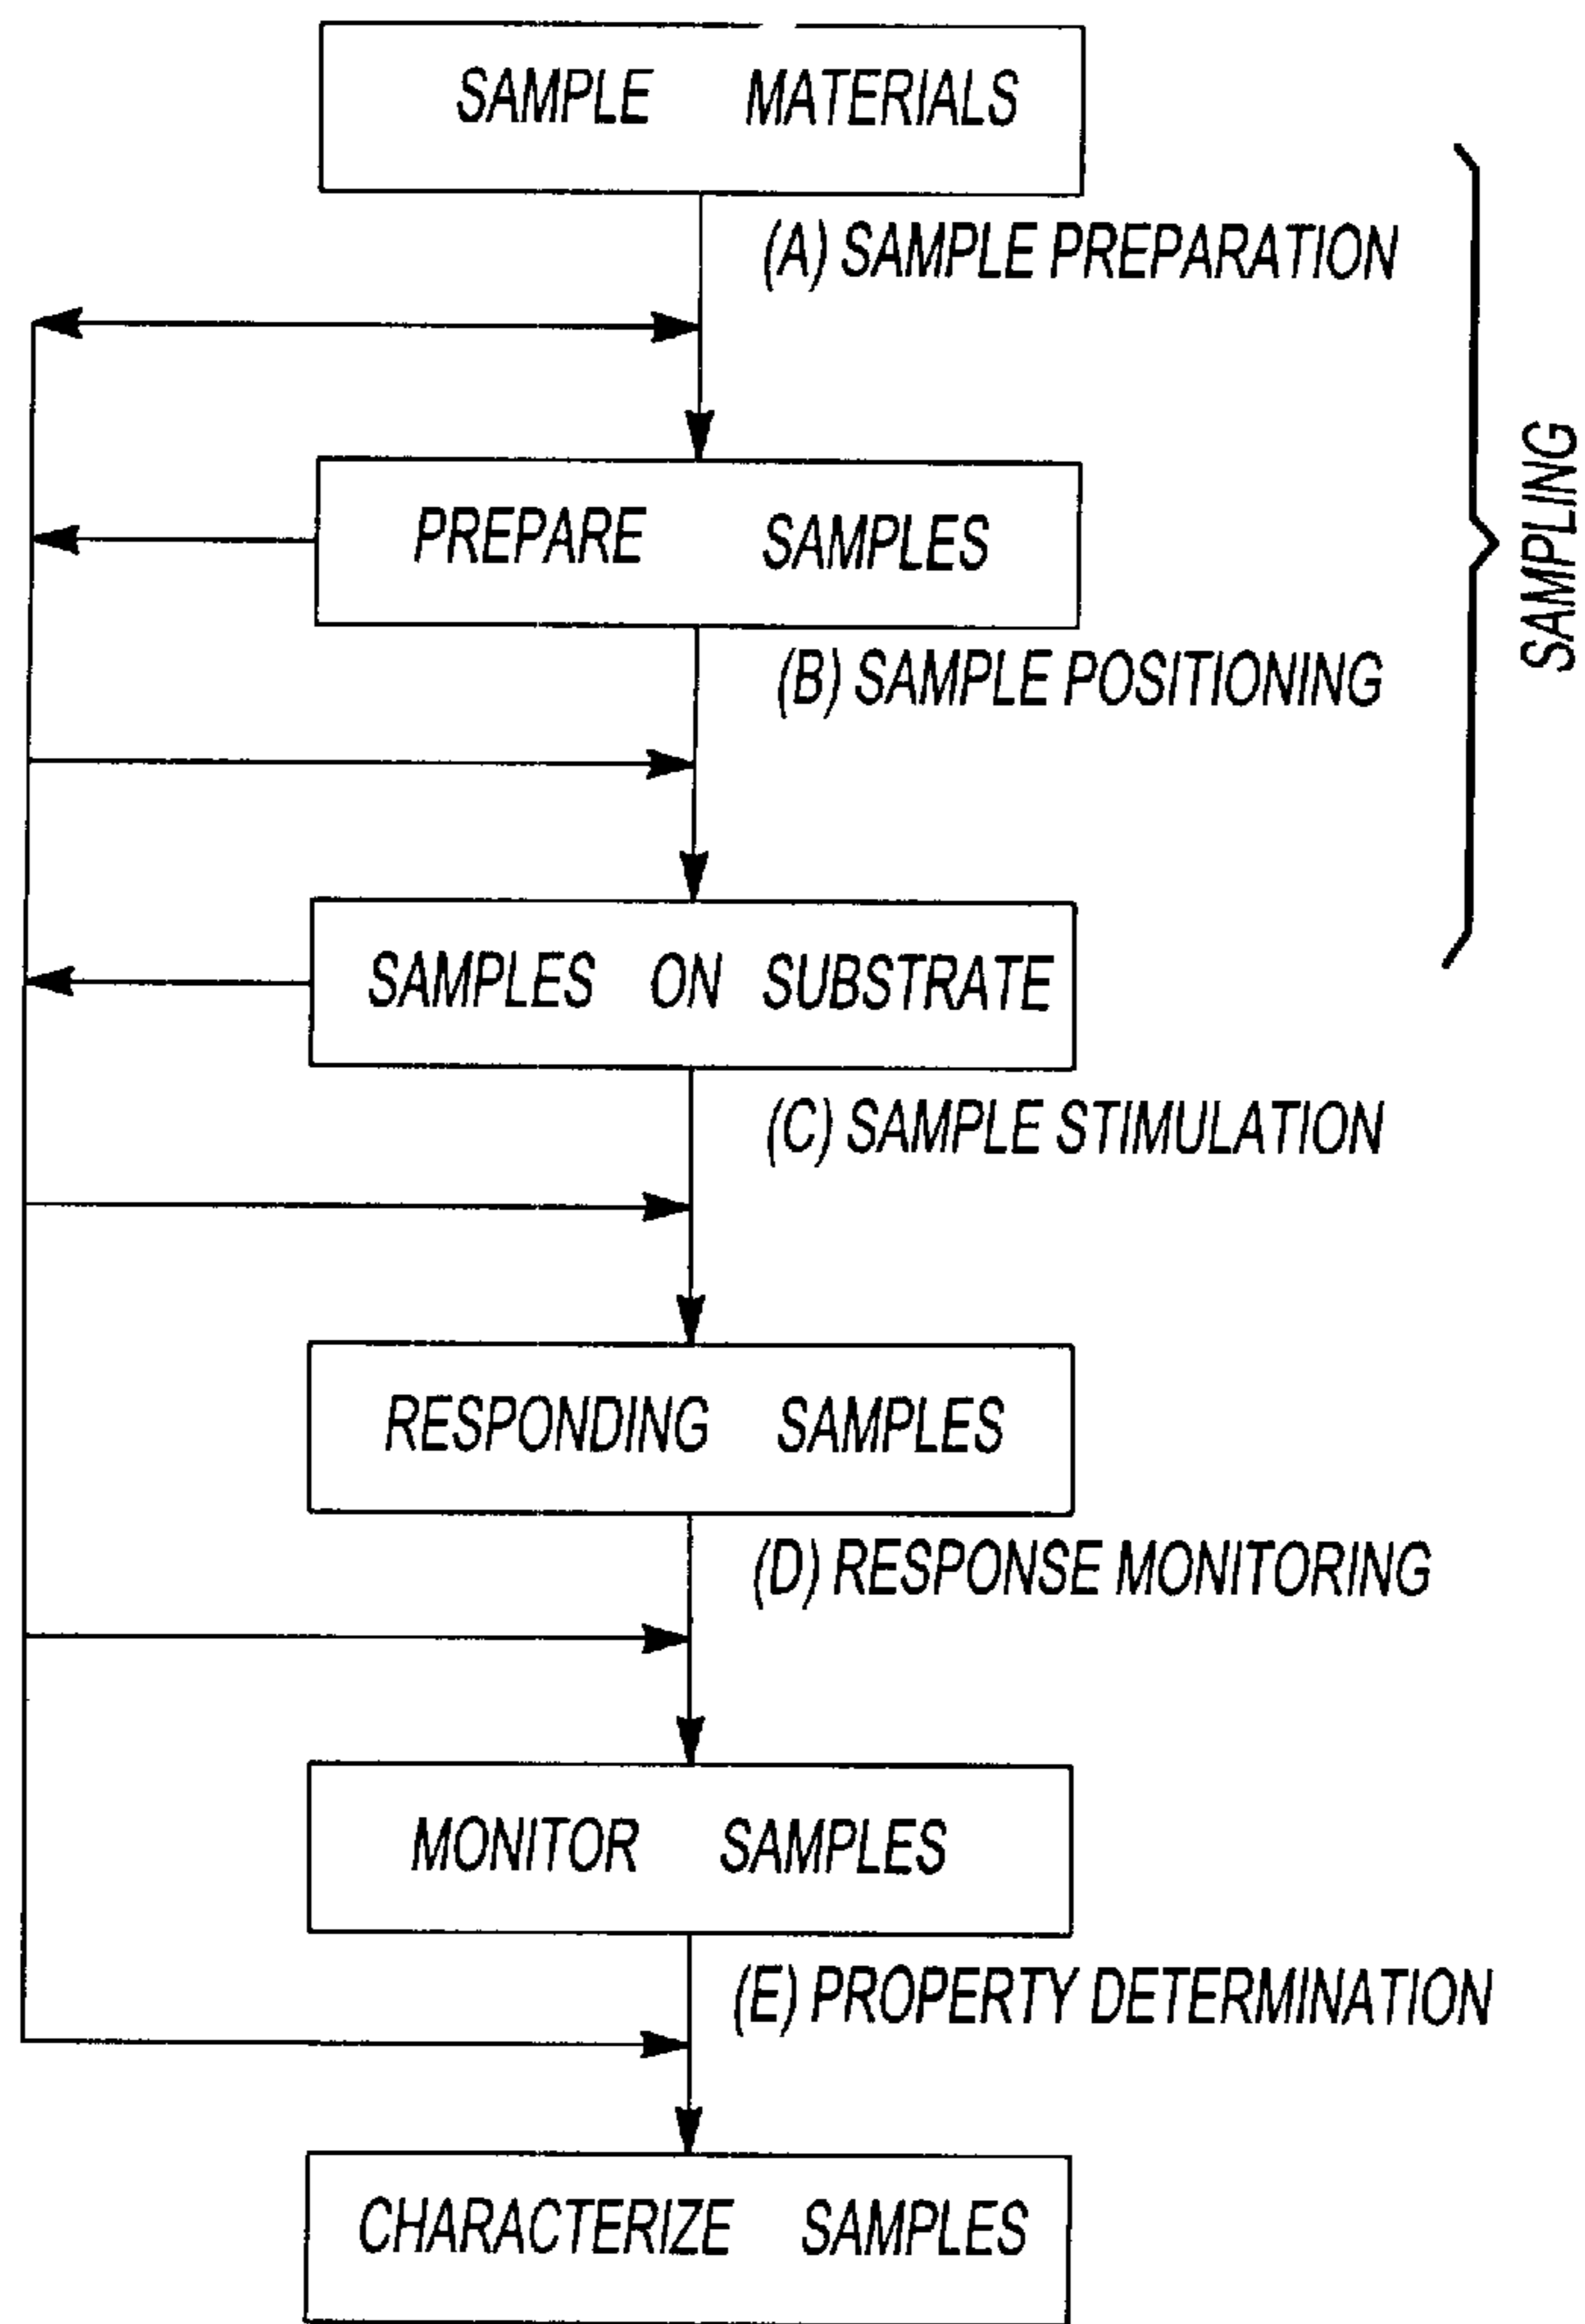 SAMPLE MATERIALS
(A) SAMPLE PREPARATION
PREPARE SAMPLES
SAMPLING
(B) SAMPLE POSITIONING
SAMPLES ON SUBSTRATE
(C) SAMPLE STIMULATION
RESPONDING SAMPLES
(D) RESPONSE MONITORING
MONITOR SAMPLES
(E) PROPERTY DETERMINATION
CHARACTERIZE SAMPLES